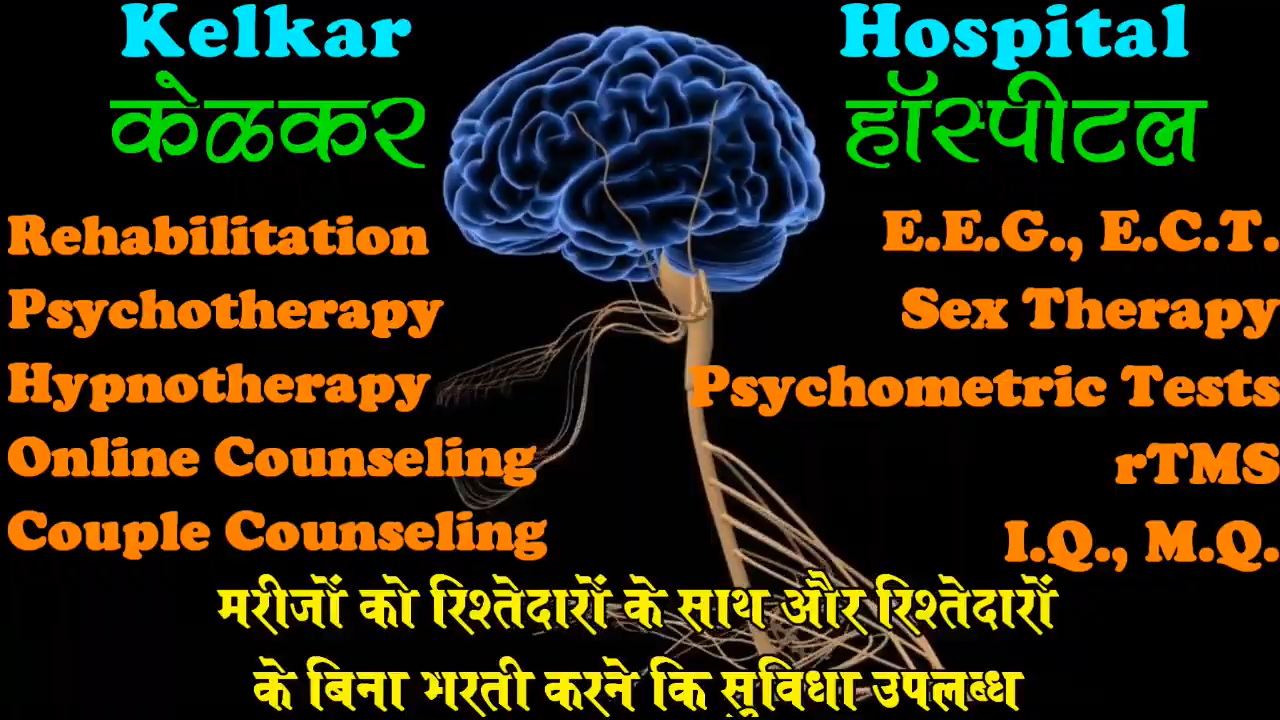 Kelkar Hospital
केळकर हॉस्पीटल
Rehabilitation
Psychotherapy
Hypnotherapy
Online Counseling
Couple Counseling
E.E.G., E.C.T.
Sex Therapy
Psychometric Tests
rTMS
I.Q., M.Q.
मरीजों को रिश्तेदारों के साथ और रिश्तेदारों
के बिना भरती करने कि सुविधा उपलब्ध